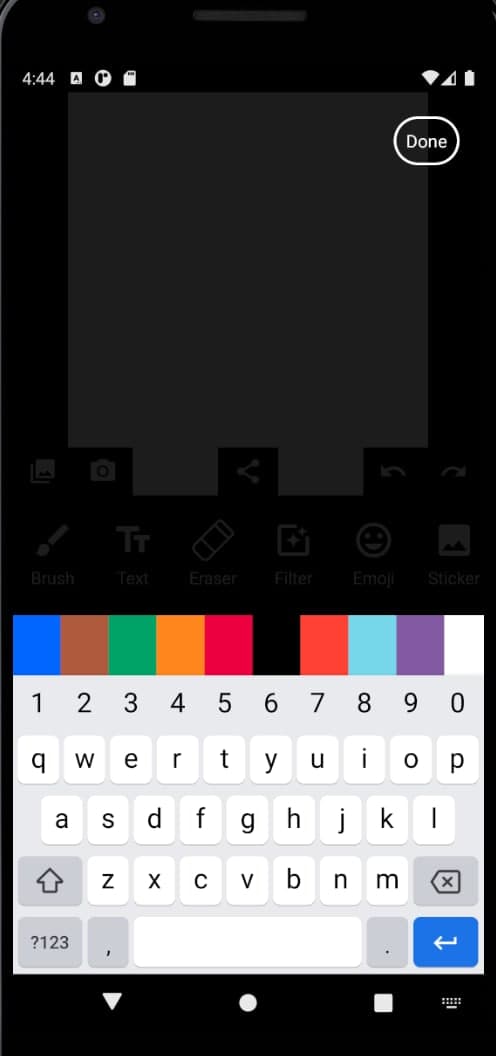 4:44
Done
Brush Text Eraser Filter Emoji Sticker
1 2 3 4 5 6 7 8 9 0
q w e r t y u i o p
a s d f g h j k l
z x c v b n m
?123 , .